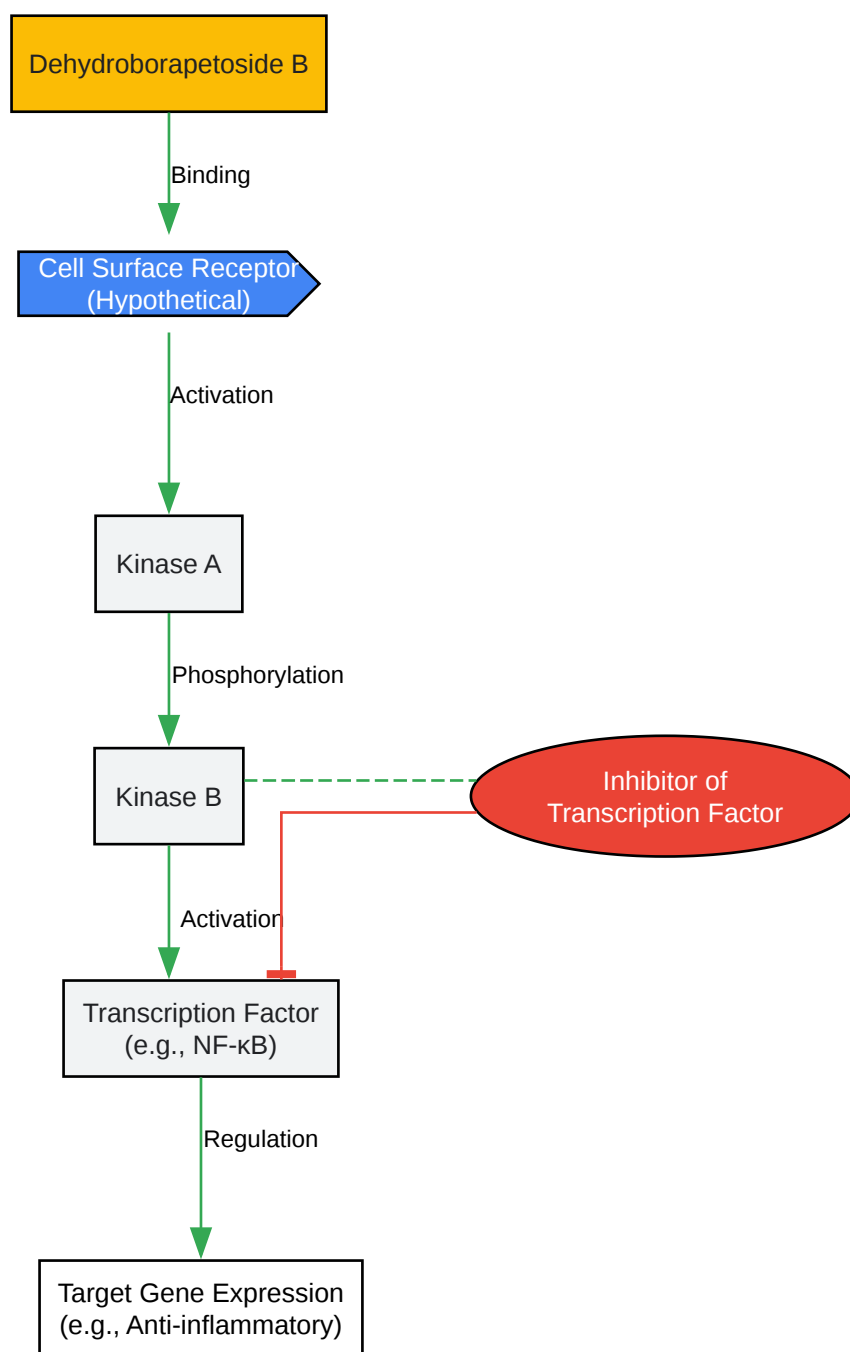 Dehydroborapetoside B
Binding
Cell Surface Receptor
(Hypothetical)
Activation
Kinase A
Phosphorylation
Kinase B
Inhibitor of
Transcription Factor
Activation
Transcription Factor
(e.g., NF-κB)
Regulation
Target Gene Expression
(e.g., Anti-inflammatory)